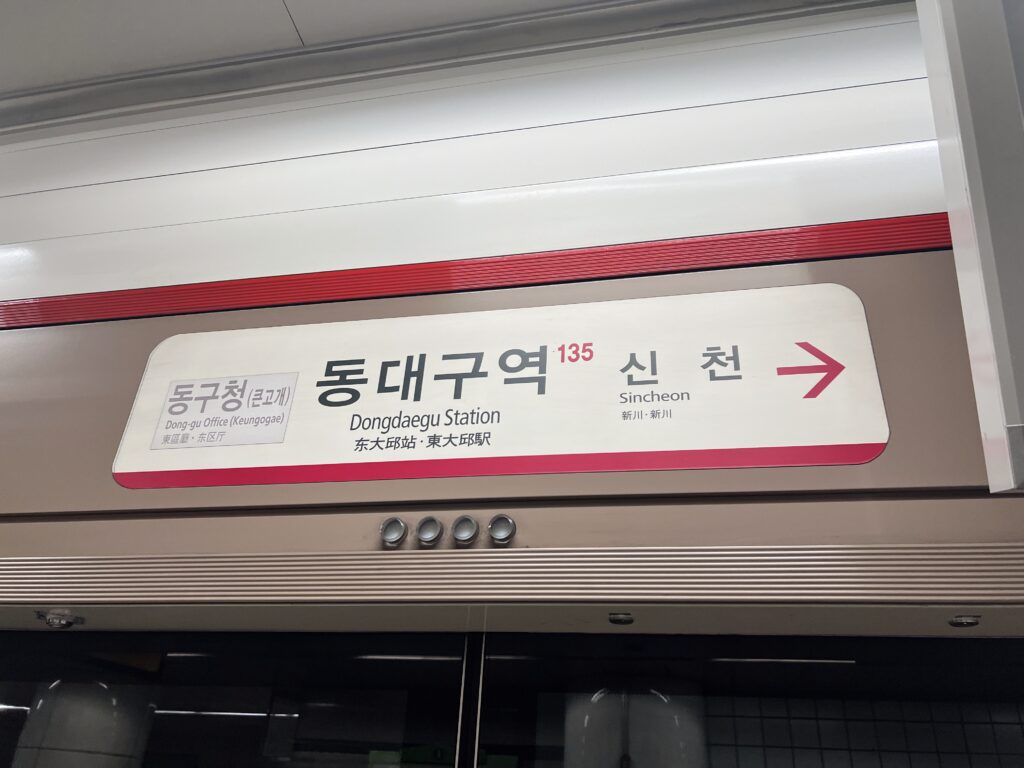 동구청(큰고개)
Dong-gu Office (Keungogae)
東區廳·东区厅
동대구역 135
Dongdaegu Station
东大邱站·東大邱駅
신천
Sincheon
新川·新川